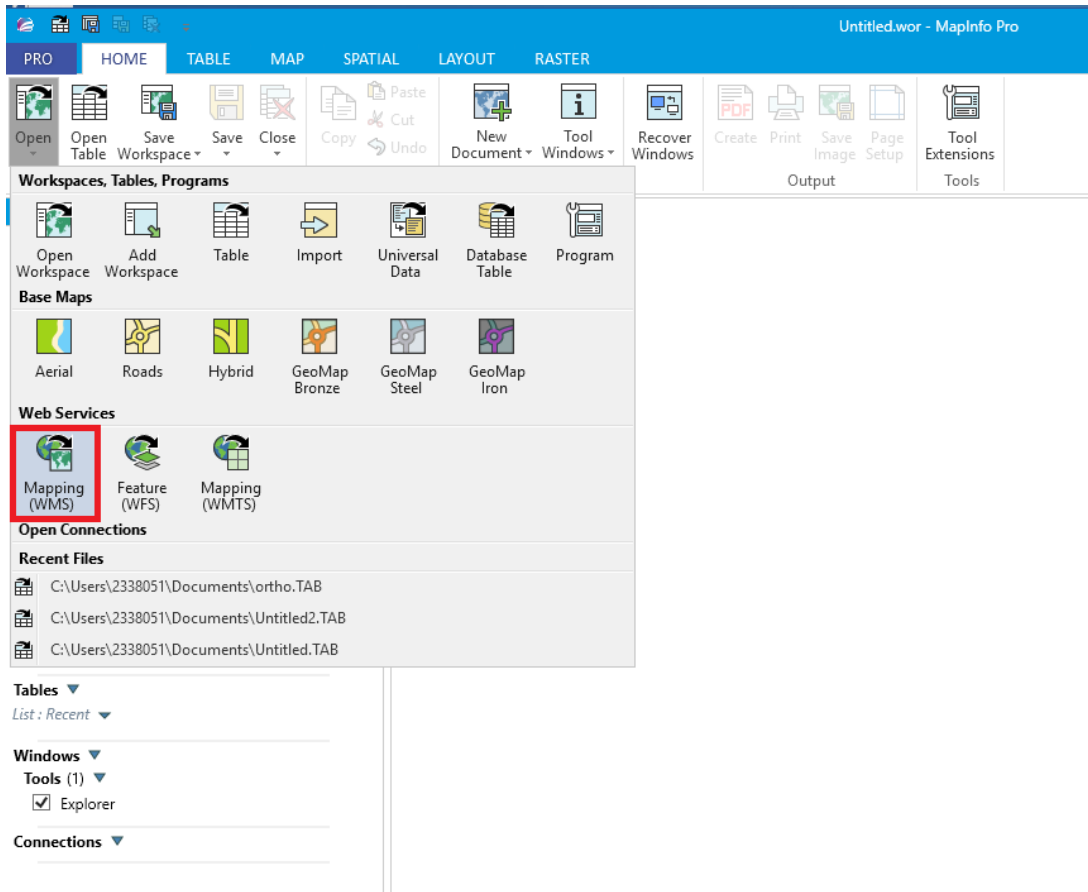 Untitled.wor - MapInfo Pro
PRO HOME TABLE MAP SPATIAL LAYOUT RASTER
Open
Open Table
Save Workspace
Save
Close
Copy
Paste
Cut
Undo
New Document
Tool Windows
Recover Windows
PDF
Create
Print
Save Image
Page Setup
Output
Tool Extensions
Tools
Workspaces, Tables, Programs
Open Workspace
Add Workspace
Table
Import
Universal Data
Database Table
Program
Base Maps
Aerial
Roads
Hybrid
GeoMap Bronze
GeoMap Steel
GeoMap Iron
Web Services
Mapping (WMS)
Feature (WFS)
Mapping (WMTS)
Open Connections
Recent Files
C:\Users\2338051\Documents\ortho.TAB
C:\Users\2338051\Documents\Untitled2.TAB
C:\Users\2338051\Documents\Untitled.TAB
Tables
List : Recent
Windows
Tools (1)
Explorer
Connections